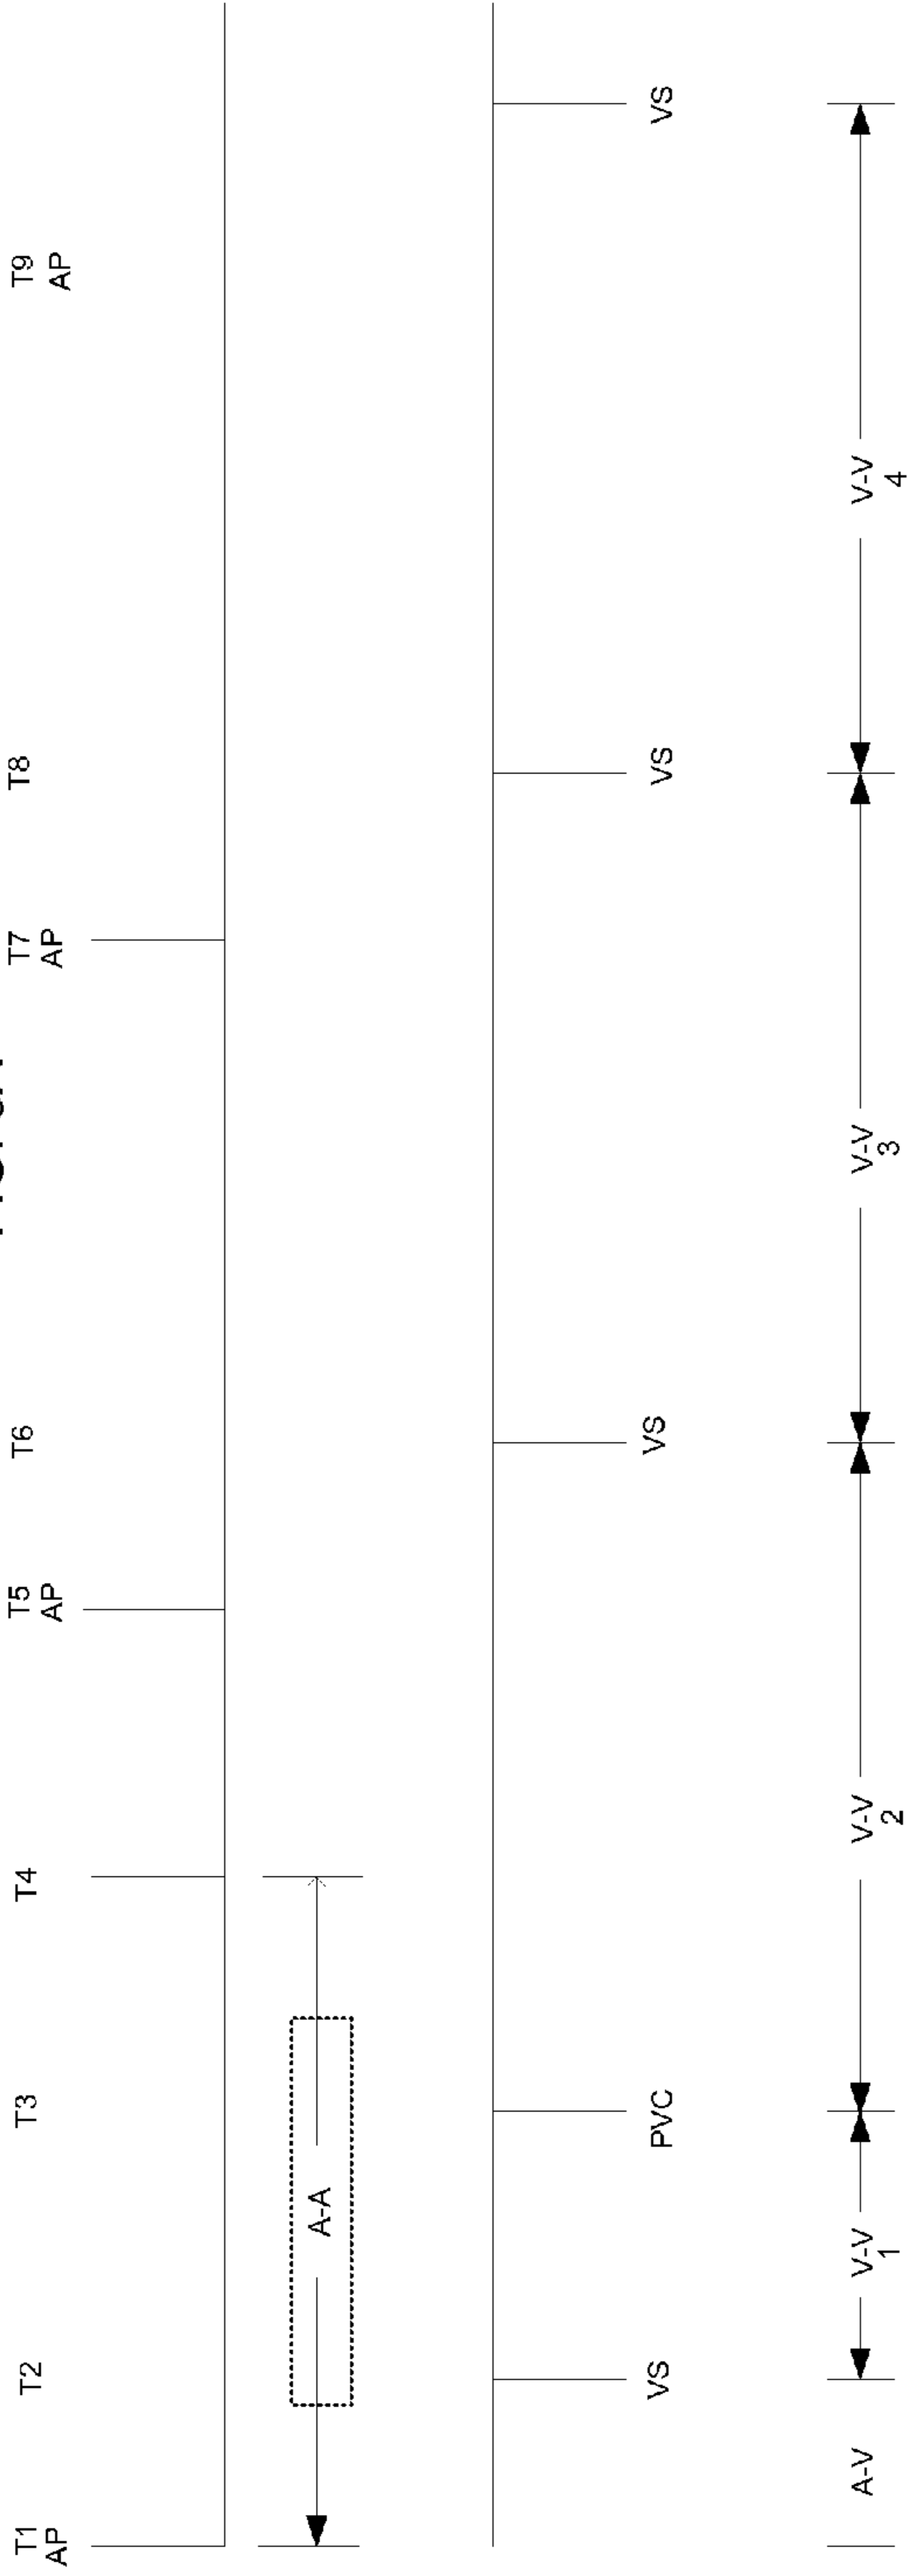 T1 T2 T3 T4 T5 T6 T7 T8 T9
AP AP AP AP
A-A
VS PVC VS VS VS
A-V V-V V-V V-V V-V
1 2 3 4